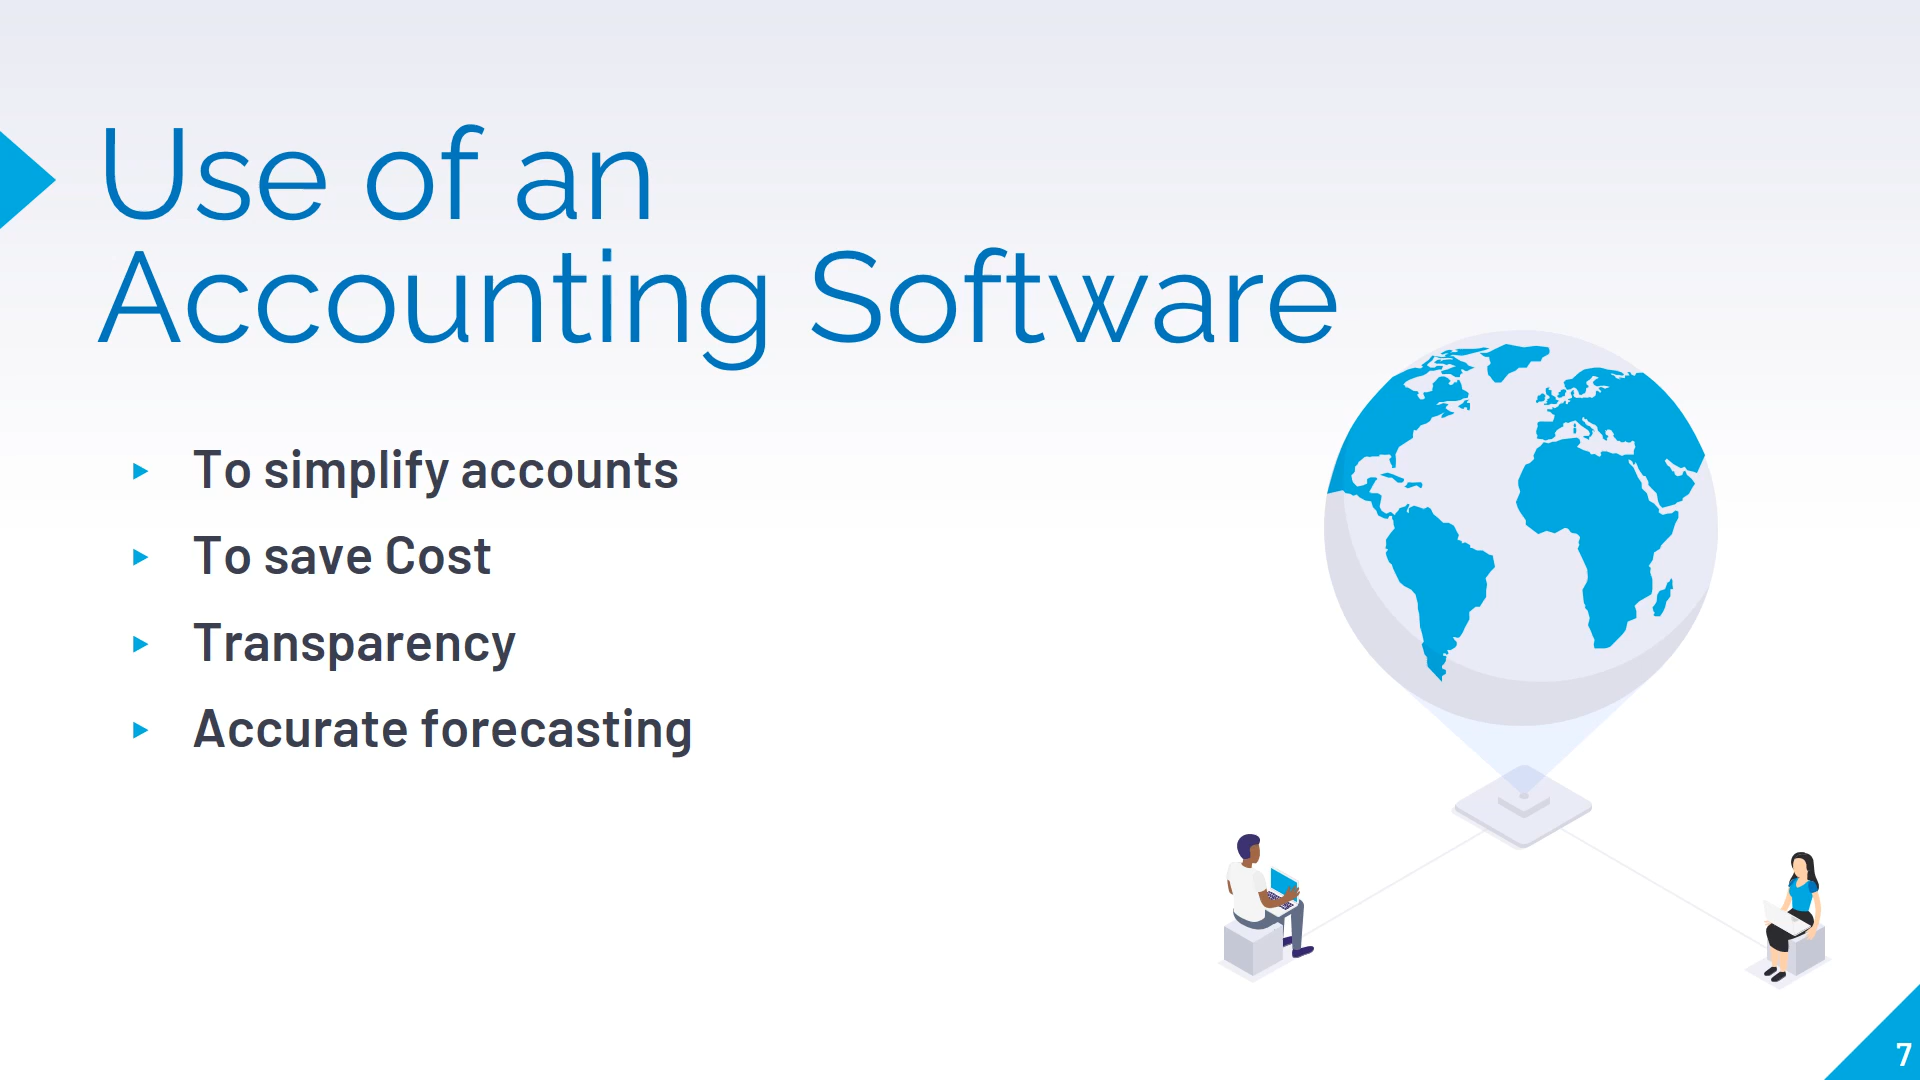 Use of an
Accounting Software
To simplify accounts
To save Cost
Transparency
Accurate forecasting
7